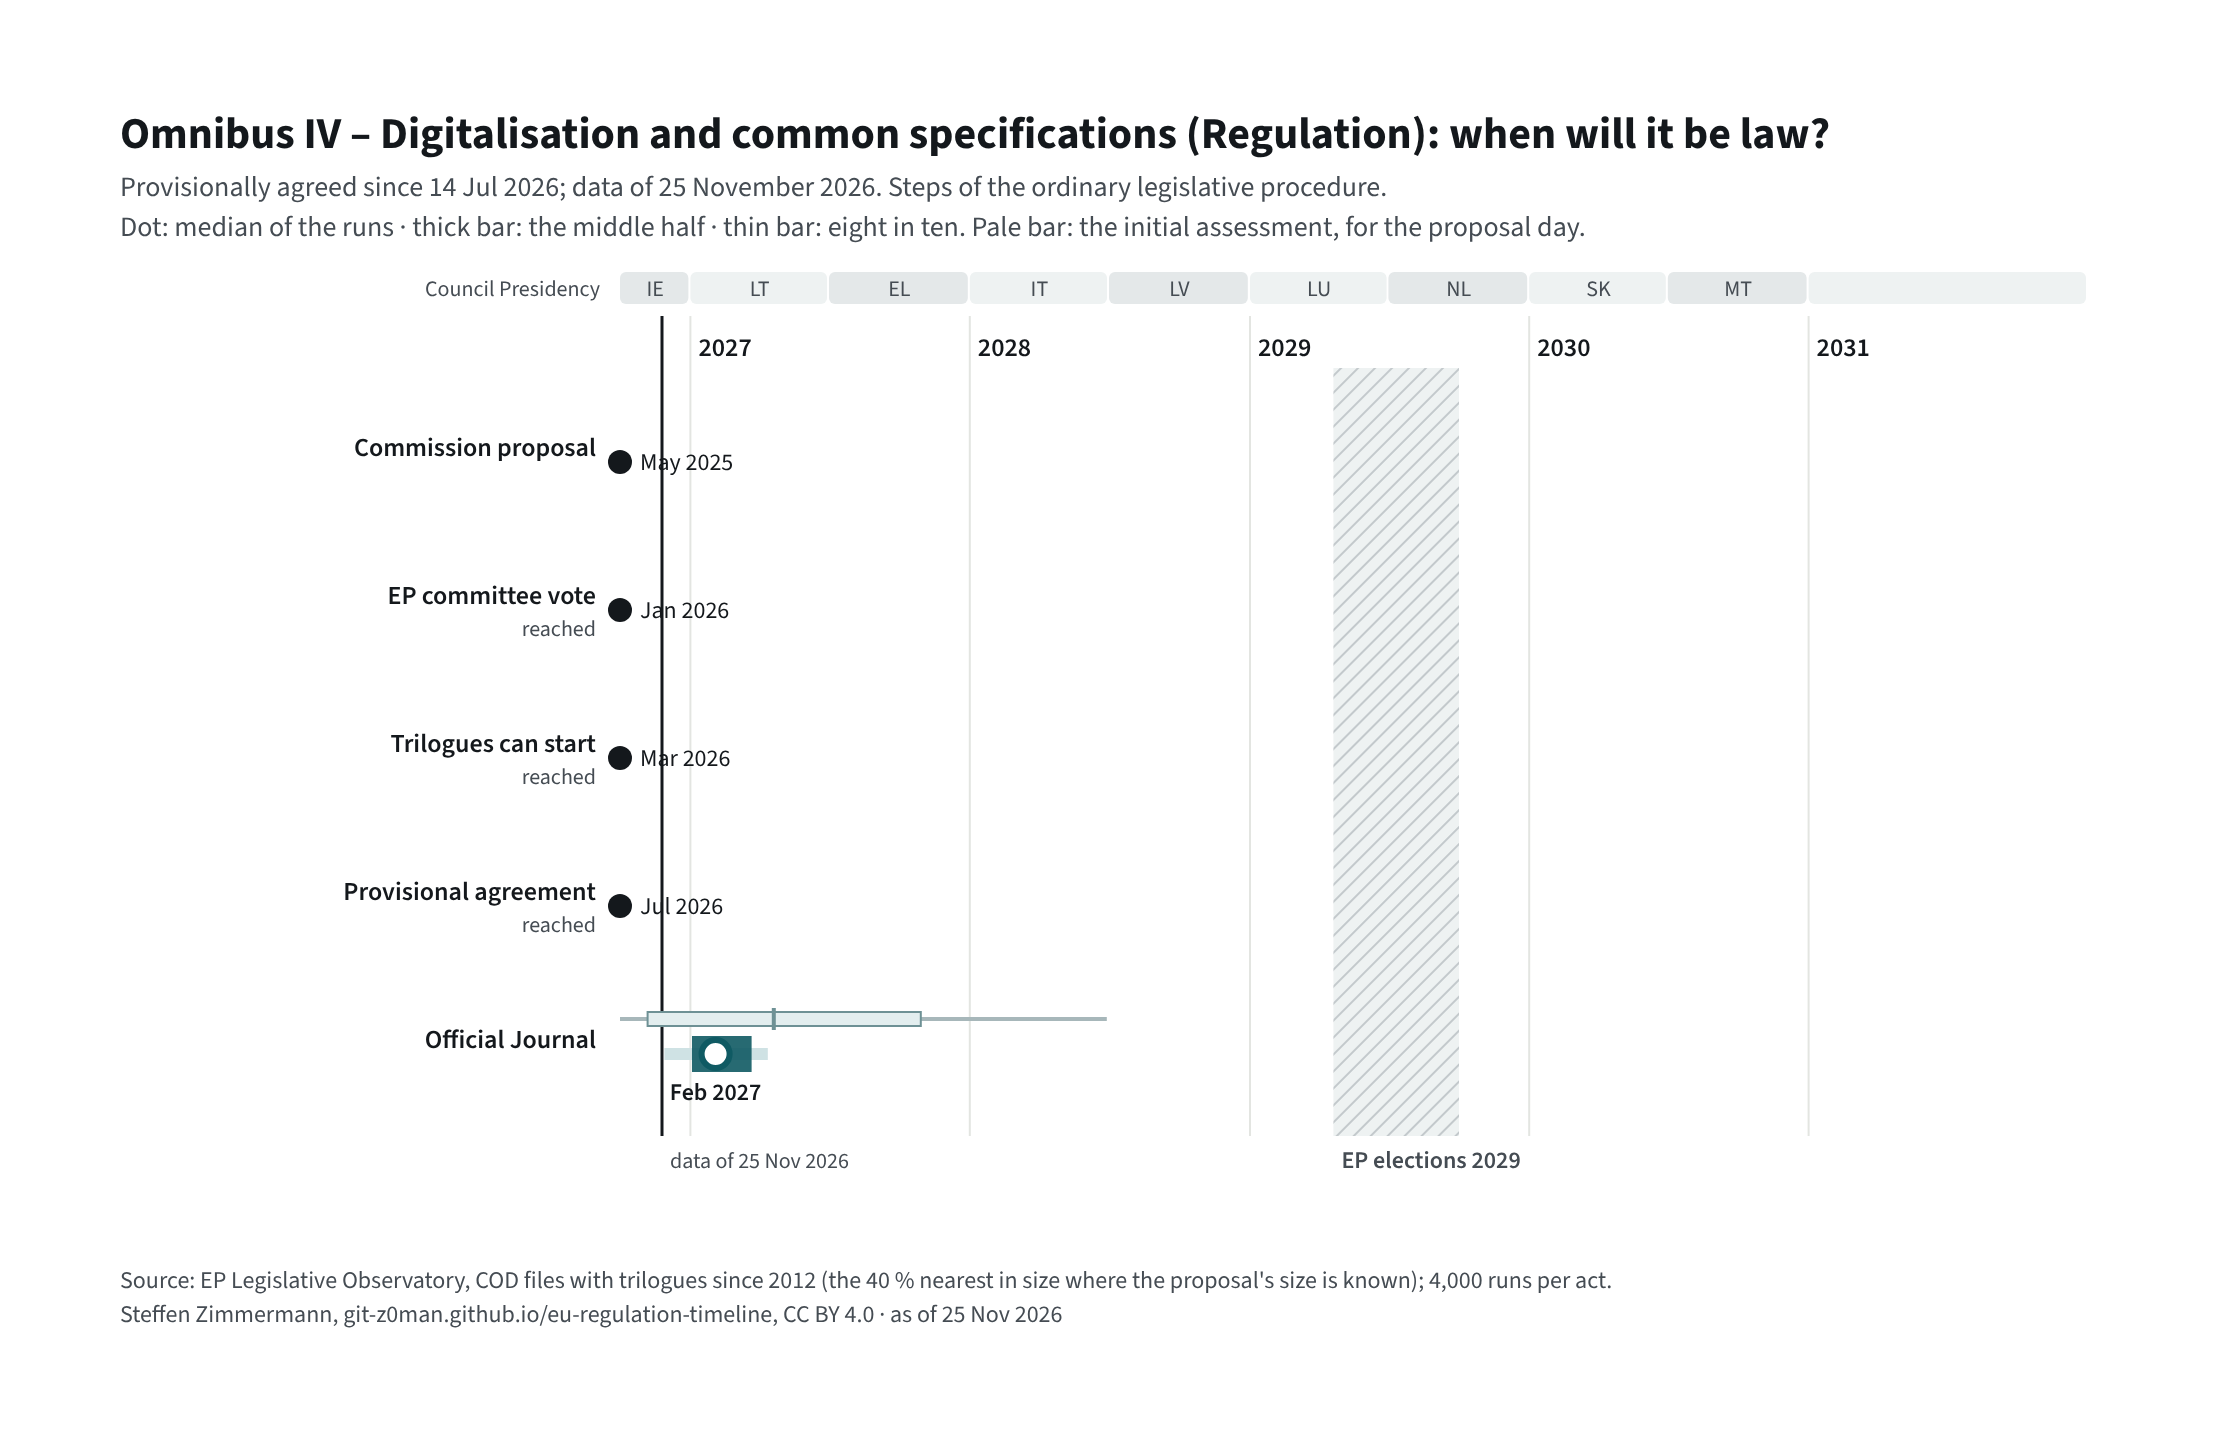 Omnibus IV – Digitalisation and common specifications (Regulation): when will it be law?
Provisionally agreed since 14 Jul 2026; data of 25 November 2026. Steps of the ordinary legislative procedure.
Dot: median of the runs · thick bar: the middle half · thin bar: eight in ten. Pale bar: the initial assessment, for the proposal day.
Council Presidency IE LT EL IT LV LU NL SK MT
2027 2028 2029 2030 2031
Commission proposal
May 2025
EP committee vote
Jan 2026
reached
Trilogues can start
Mar 2026
reached
Provisional agreement
Jul 2026
reached
Official Journal
Feb 2027
data of 25 Nov 2026 EP elections 2029
Source: EP Legislative Observatory, COD files with trilogues since 2012 (the 40 % nearest in size where the proposal's size is known); 4,000 runs per act.
Steffen Zimmermann, git-z0man.github.io/eu-regulation-timeline, CC BY 4.0 · as of 25 Nov 2026